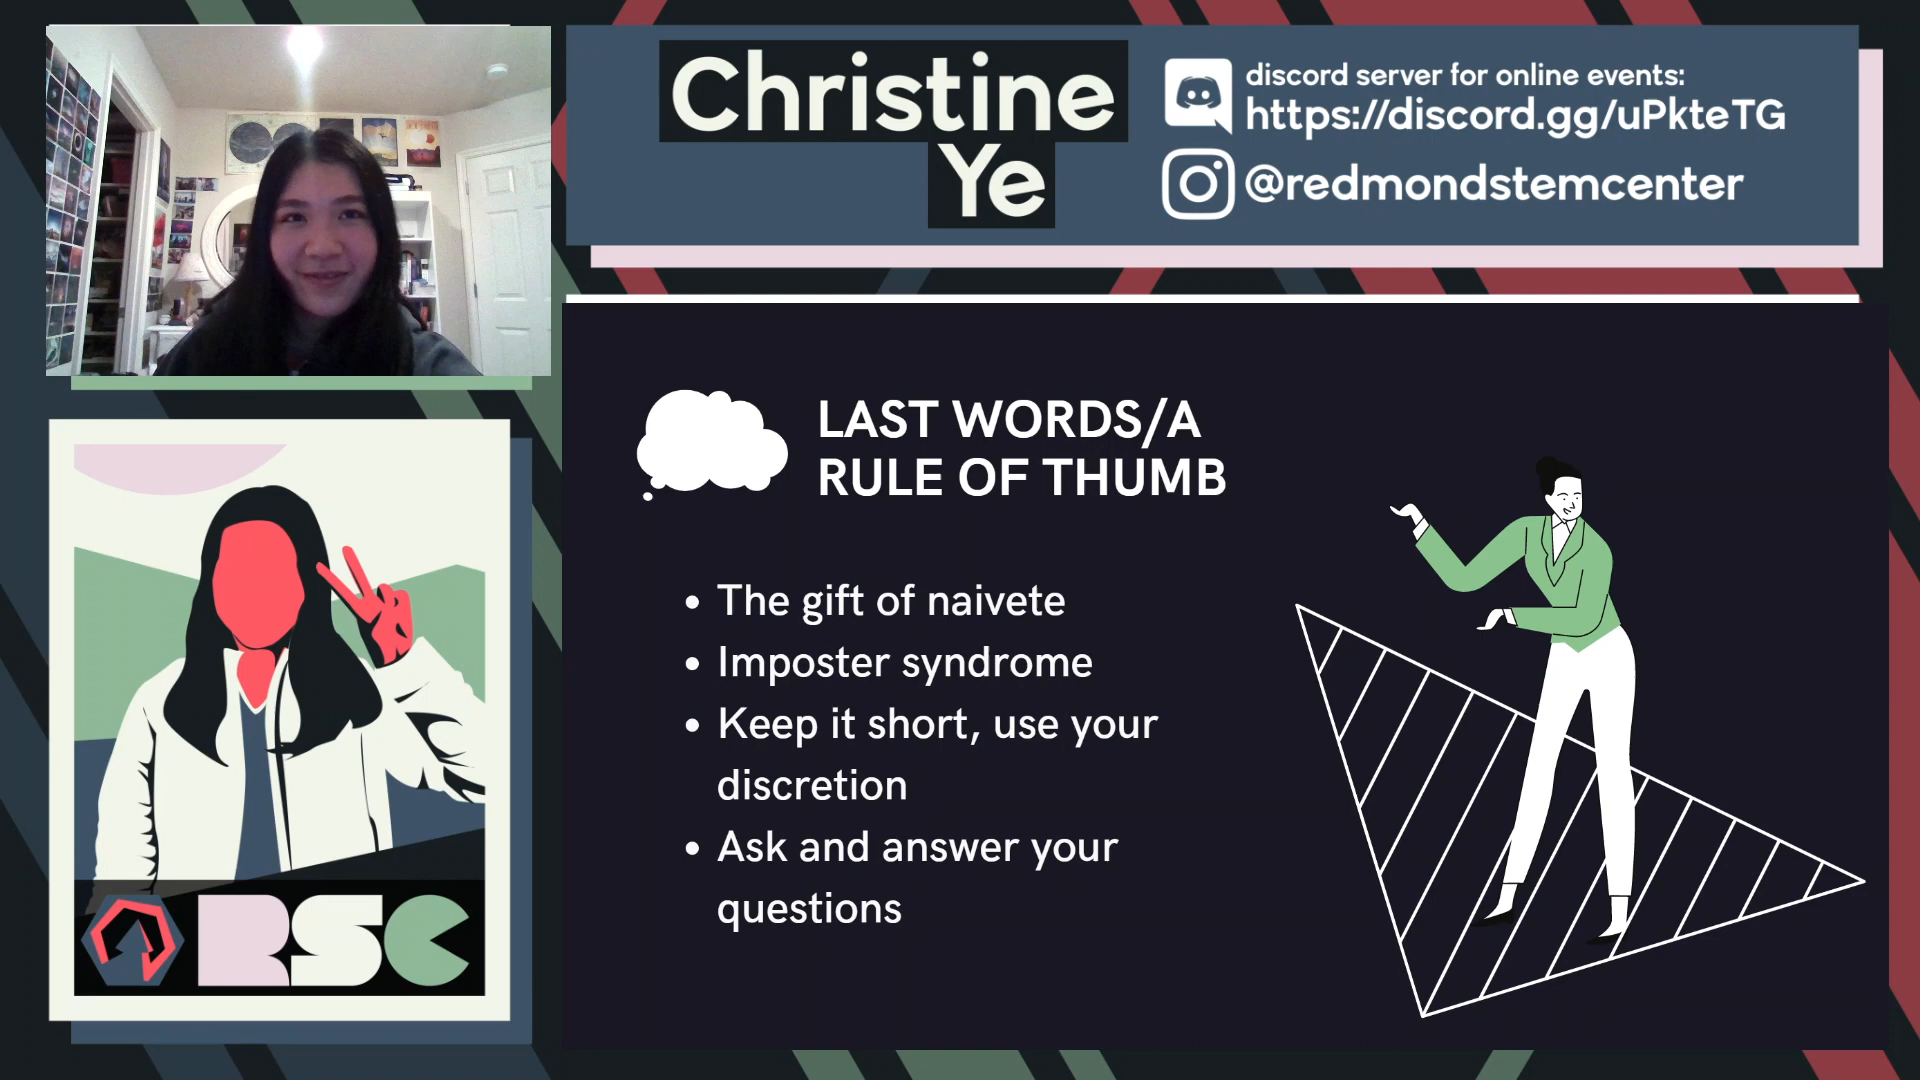 Christine
Ye
discord server for online events:
https://discord.gg/uPkteTG
@redmondstemcenter
LAST WORDS/A
RULE OF THUMB
• The gift of naivete
• Imposter syndrome
• Keep it short, use your
discretion
• Ask and answer your
questions
RSC